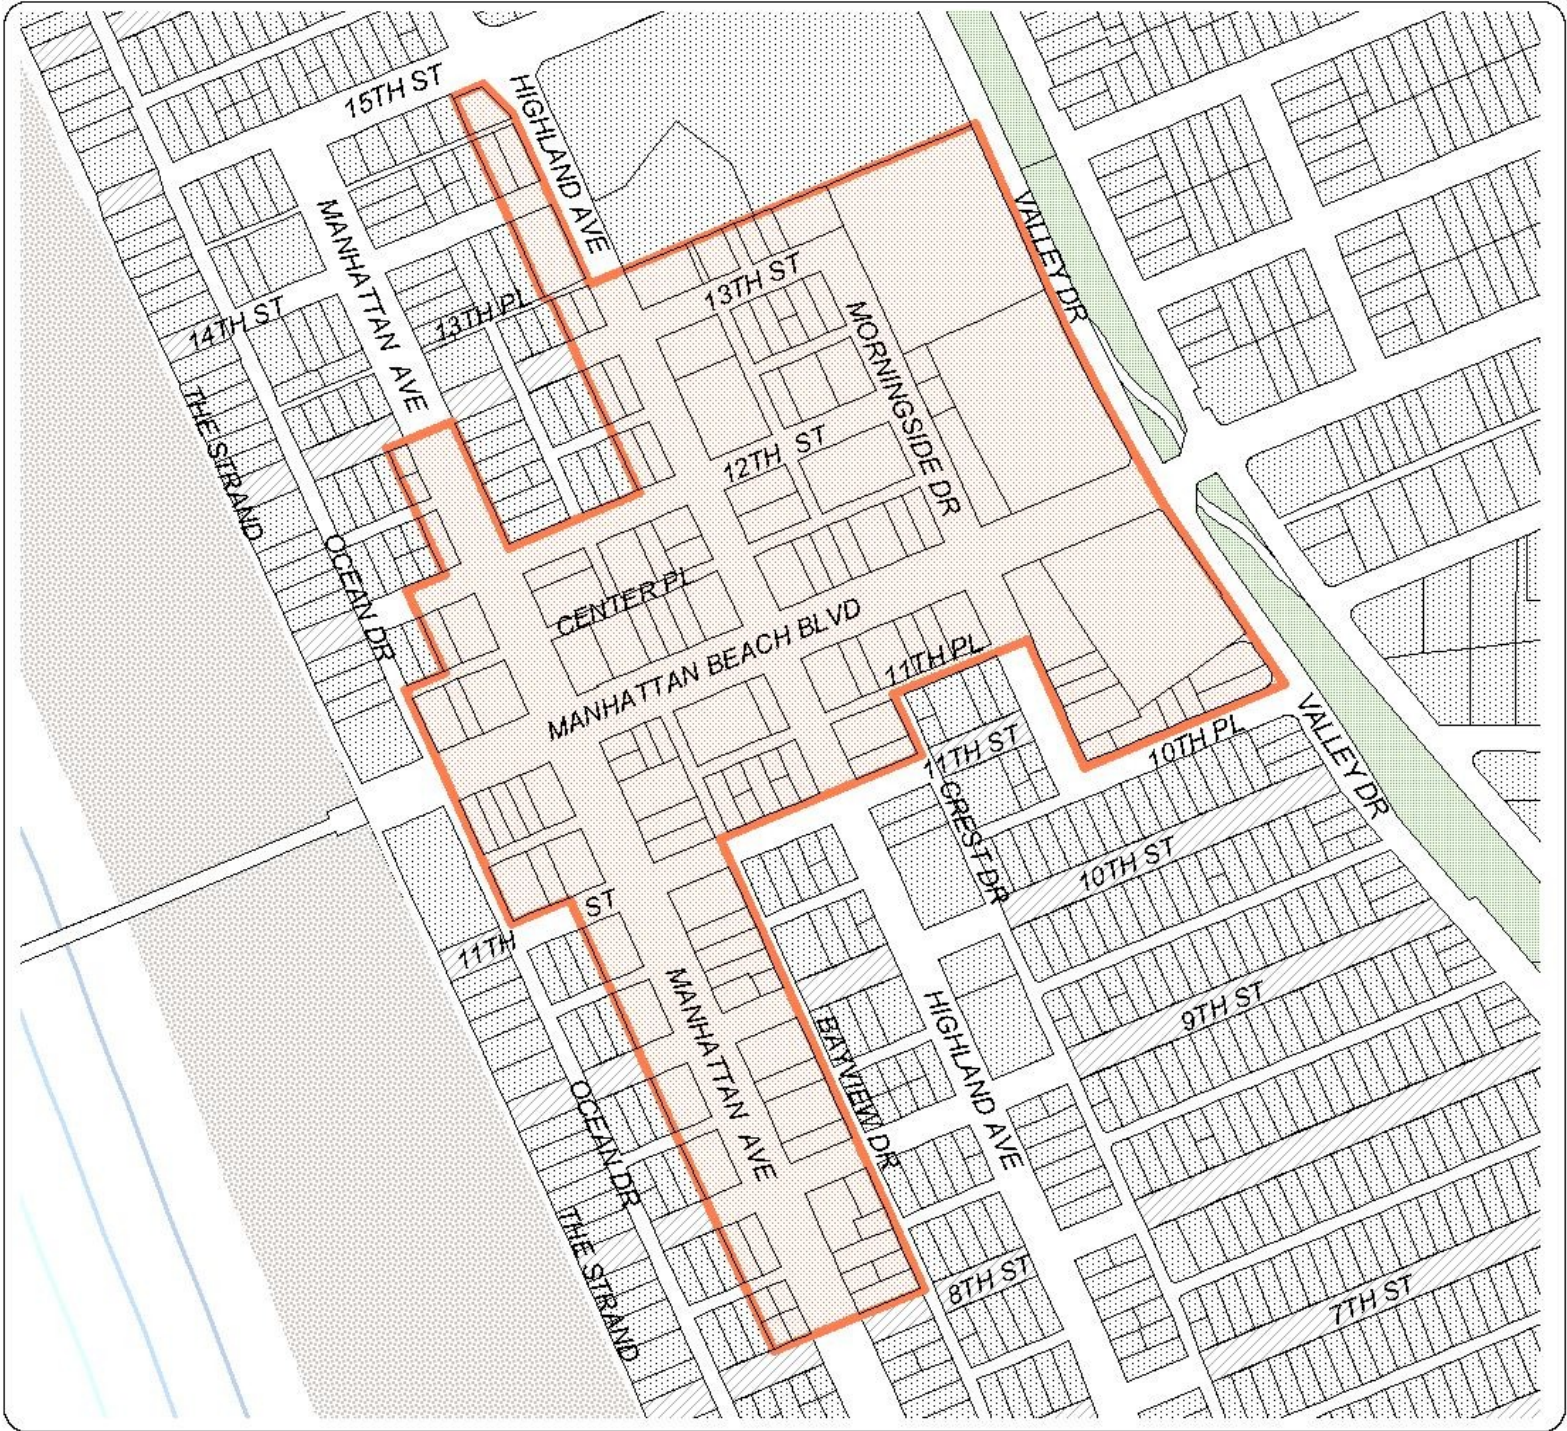 15TH ST
HIGHLAND AVE
MANHATTAN AVE
VALLEY DR
13TH ST
14TH ST
13TH PL
MORNINGSIDE DR
THE STRAND
12TH ST
OCEAN DR
CENTER PL
MANHATTAN BEACH BLVD
11TH PL
VALLEY DR
10TH PL
11TH ST
CREST DR
10TH ST
11TH ST
MANHATTAN AVE
HIGHLAND AVE
9TH ST
BAYVIEW DR
OCEAN DR
THE STRAND
8TH ST
7TH ST